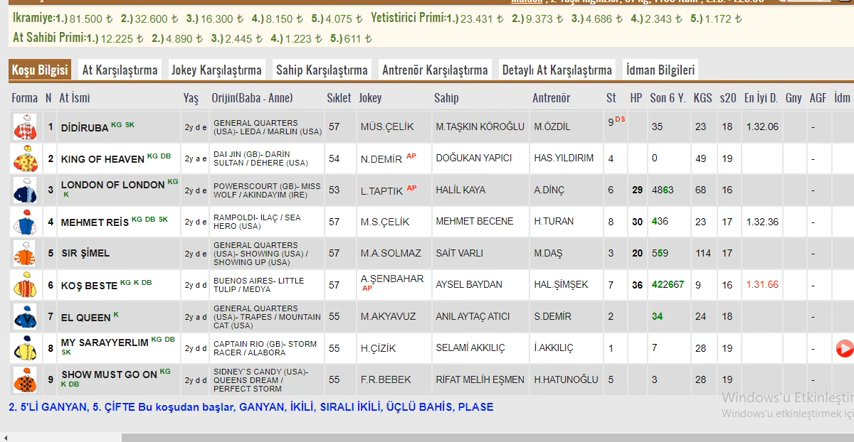 Ikramiye:1.) 81.500 ₺ 2.) 32.600 ₺ 3.) 16.300 ₺ 4.) 8.150 ₺ 5.) 4.075 ₺ Yetistirici Primi:1.) 23.431 ₺ 2.) 9.373 ₺ 3.) 4.686 ₺ 4.) 2.343 ₺ 5.) 1.172 ₺
At Sahibi Primi:1.) 12.225 ₺ 2.) 4.890 ₺ 3.) 2.445 ₺ 4.) 1.223 ₺ 5.) 611 ₺
Koşu Bilgisi At Karşılaştırma Jokey Karşılaştırma Sahip Karşılaştırma Antrenör Karşılaştırma Detaylı At Karşılaştırma İdman Bilgileri
Forma N At İsmi Yaş Orijin(Baba - Anne) Sıklet Jokey Sahip Antrenör St HP Son 6 Y. KGS s20 En İyi D. Gny AGF İdm
1 DİDİRUBA KG SK 2y d e GENERAL QUARTERS (USA)- LEDA / MARLIN (USA) 57 MÜS.ÇELİK M.TAŞKIN KÖROĞLU M.ÖZDİL 9 DS 35 23 18 1.32.06 -
2 KING OF HEAVEN KG DB 2y a e DAI JIN (GB)- DARİN SULTAN / DEHERE (USA) 54 N.DEMİR AP DOĞUKAN YAPICI HAS.YILDIRIM 4 0 49 19 -
3 LONDON OF LONDON KG K 2y d e POWERSCOURT (GB)- MISS WOLF / AKINDAYIM (IRE) 53 L.TAPTIK AP HALİL KAYA A.DİNÇ 6 29 4863 68 16 -
4 MEHMET REİS KG DB SK 2y d e RAMPOLDI- İLAÇ / SEA HERO (USA) 57 M.S.ÇELİK MEHMET BECENE H.TURAN 8 30 436 23 17 1.32.36 -
5 SIR ŞİMEL 2y d e GENERAL QUARTERS (USA)- SHOWING (USA) / SHOWING UP (USA) 57 M.A.SOLMAZ SAİT VARLI M.DAŞ 3 20 559 114 17 -
6 KOŞ BESTE KG K DB 2y d d BUENOS AIRES- LITTLE TULIP / MEDYA 57 A.ŞENBAHAR AP AYSEL BAYDAN HAL.ŞİMŞEK 7 36 422667 9 16 1.31.66 -
7 EL QUEEN K 2y a d GENERAL QUARTERS (USA)- TRAPES / MOUNTAIN CAT (USA) 55 M.AKYAVUZ ANIL AYTAÇ ATICI S.DEMİR 2 34 24 18 -
8 MY SARAYYERLIM KG DB SK 2y d d CAPTAIN RIO (GB)- STORM RACER / ALABORA 55 H.ÇİZİK SELAMİ AKKILIÇ İ.AKKILIÇ 1 7 28 19 -
9 SHOW MUST GO ON KG K DB 2y d d SIDNEY`S CANDY (USA)- QUEENS DREAM / PERFECT STORM 55 F.R.BEBEK RİFAT MELİH EŞMEN H.HATUNOĞLU 5 3 28 19 -
2. 5'Lİ GANYAN, 5. ÇİFTE Bu koşudan başlar, GANYAN, İKİLİ, SIRALI İKİLİ, ÜÇLÜ BAHİS, PLASE
Windows'u Etkinleştir
Windows'u etkinleştirmek iç